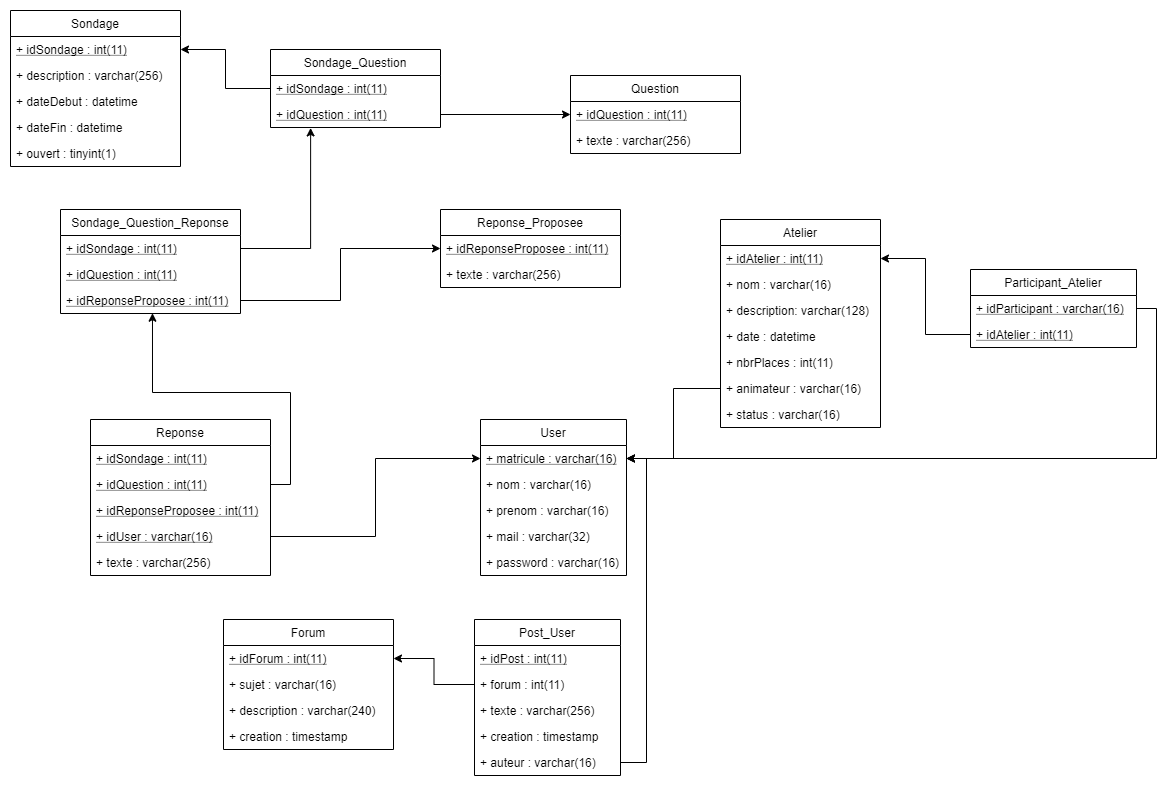 Sondage
+ idSondage : int(11)
+ description : varchar(256)
+ dateDebut : datetime
+ dateFin : datetime
+ ouvert : tinyint(1)
Sondage_Question
+ idSondage : int(11)
+ idQuestion : int(11)
Question
+ idQuestion : int(11)
+ texte : varchar(256)
Sondage_Question_Reponse
+ idSondage : int(11)
+ idQuestion : int(11)
+ idReponseProposee : int(11)
Reponse_Proposee
+ idReponseProposee : int(11)
+ texte : varchar(256)
Atelier
+ idAtelier : int(11)
+ nom : varchar(16)
+ description: varchar(128)
+ date : datetime
+ nbrPlaces : int(11)
+ animateur : varchar(16)
+ status : varchar(16)
Participant_Atelier
+ idParticipant : varchar(16)
+ idAtelier : int(11)
Reponse
+ idSondage : int(11)
+ idQuestion : int(11)
+ idReponseProposee : int(11)
+ idUser : varchar(16)
+ texte : varchar(256)
User
+ matricule : varchar(16)
+ nom : varchar(16)
+ prenom : varchar(16)
+ mail : varchar(32)
+ password : varchar(16)
Forum
+ idForum : int(11)
+ sujet : varchar(16)
+ description : varchar(240)
+ creation : timestamp
Post_User
+ idPost : int(11)
+ forum : int(11)
+ texte : varchar(256)
+ creation : timestamp
+ auteur : varchar(16)